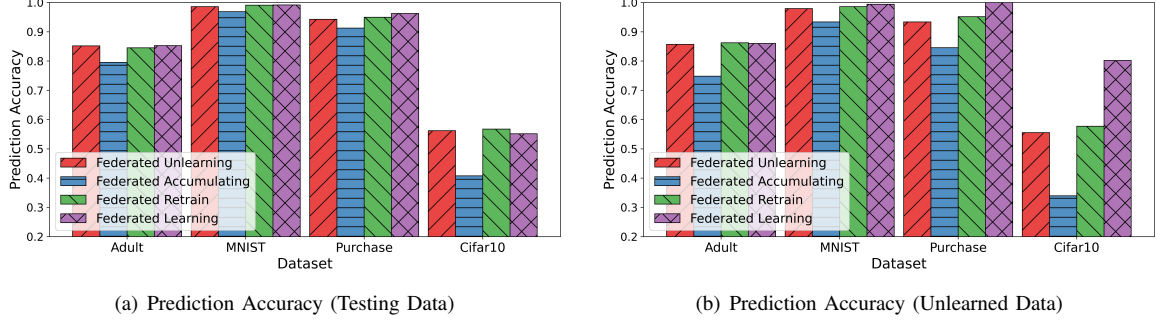 1.0
0.9
0.8
0.7
0.6
0.5
0.4
0.3
0.2
Prediction Accuracy
Federated Unlearning
Federated Accumulating
Federated Retrain
Federated Learning
Adult MNIST Purchase Cifar10
Dataset
(a) Prediction Accuracy (Testing Data)
1.0
0.9
0.8
0.7
0.6
0.5
0.4
0.3
0.2
Prediction Accuracy
Federated Unlearning
Federated Accumulating
Federated Retrain
Federated Learning
Adult MNIST Purchase Cifar10
Dataset
(b) Prediction Accuracy (Unlearned Data)